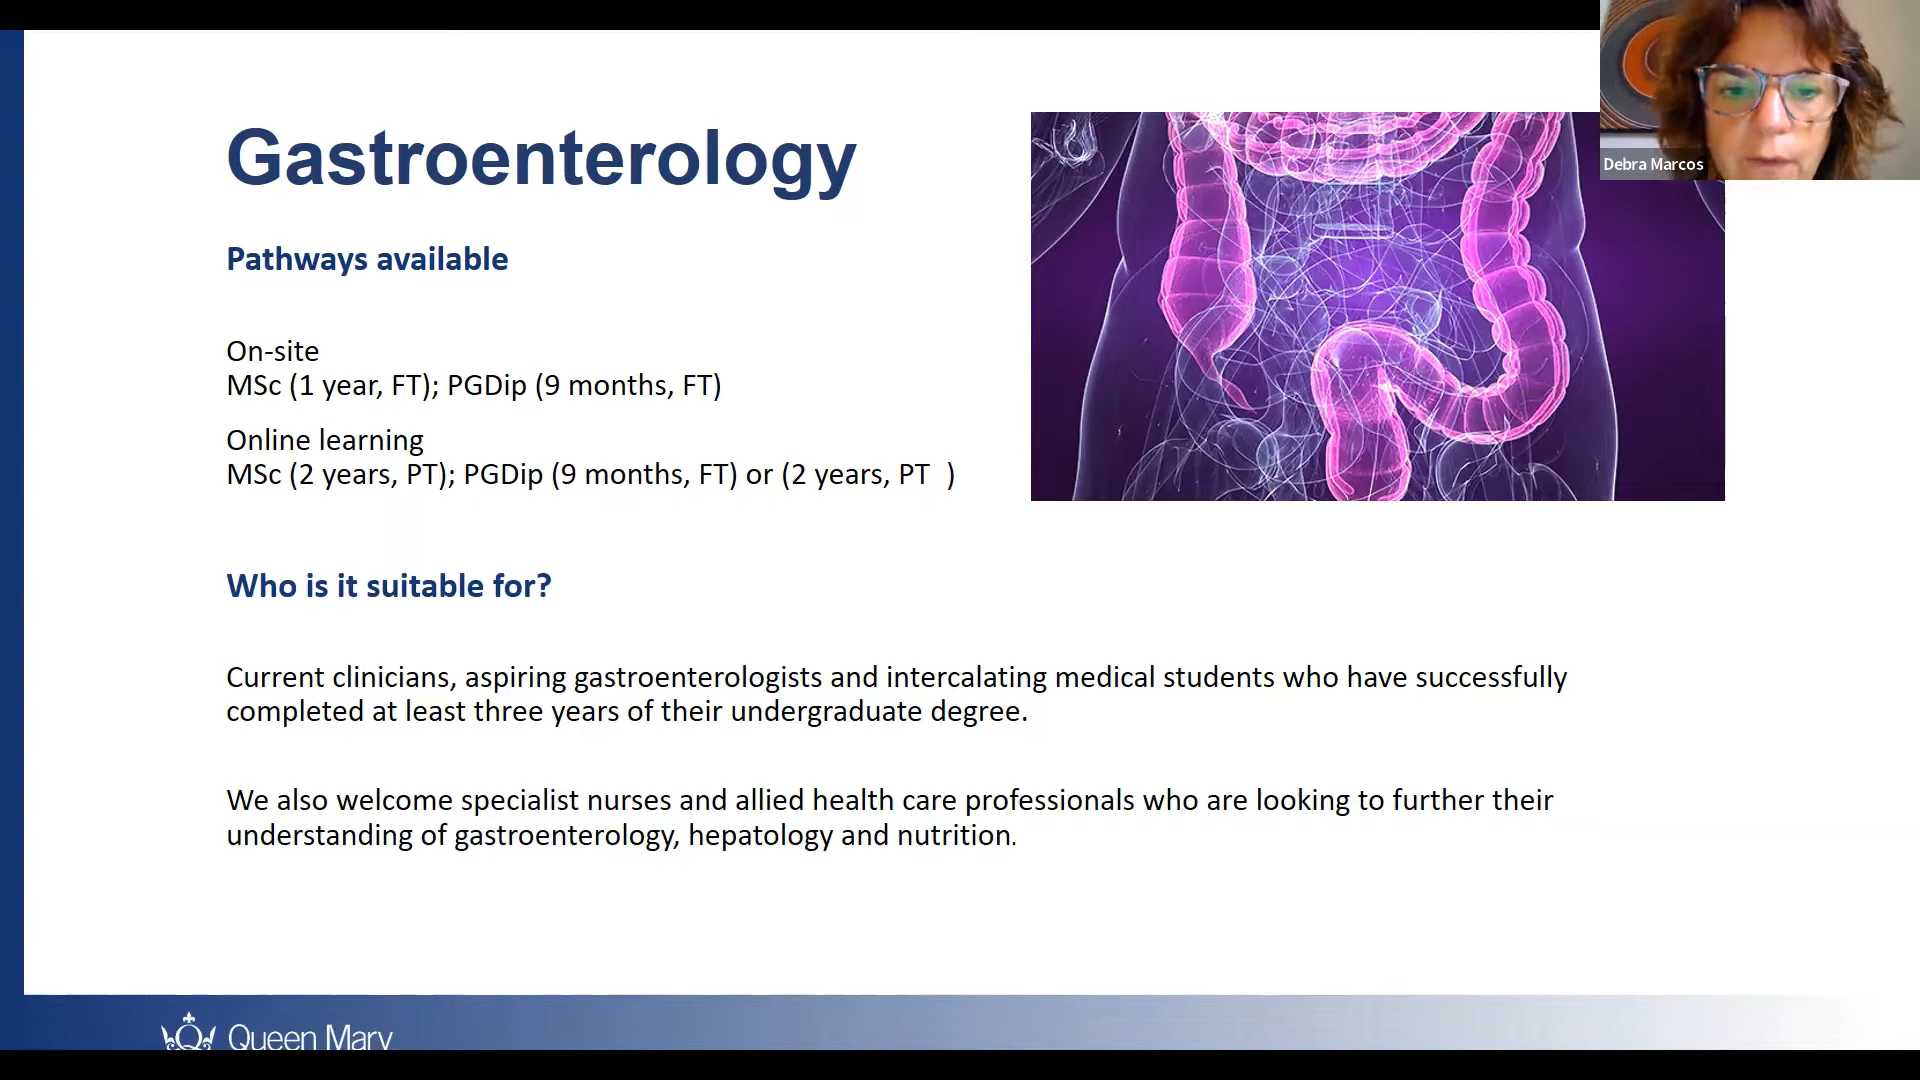 Gastroenterology
Debra Marcos
Pathways available
On-site
MSc (1 year, FT); PGDip (9 months, FT)
Online learning
MSc (2 years, PT); PGDip (9 months, FT) or (2 years, PT  )
Who is it suitable for?
Current clinicians, aspiring gastroenterologists and intercalating medical students who have successfully
completed at least three years of their undergraduate degree.
We also welcome specialist nurses and allied health care professionals who are looking to further their
understanding of gastroenterology, hepatology and nutrition.
Queen Mary